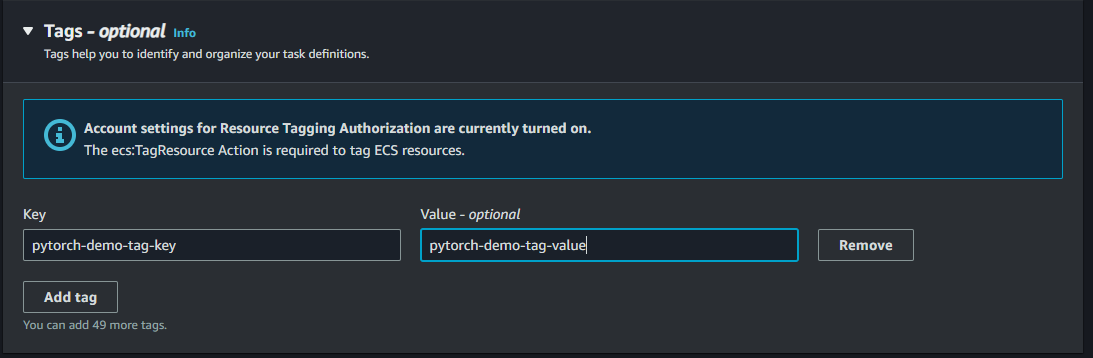 Tags - optional Info
Tags help you to identify and organize your task definitions.
Account settings for Resource Tagging Authorization are currently turned on.
The ecs:TagResource Action is required to tag ECS resources.
Key Value - optional
pytorch-demo-tag-key pytorch-demo-tag-value Remove
Add tag
You can add 49 more tags.